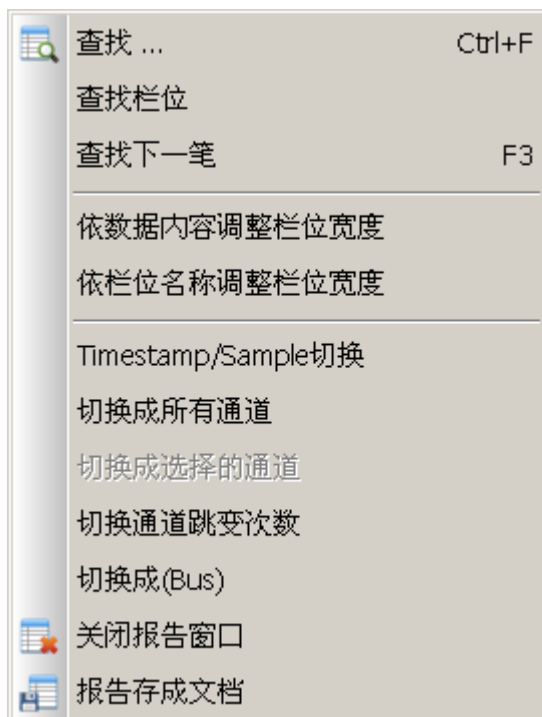 查找 ... Ctrl+F
查找栏位
查找下一笔 F3
依数据内容调整栏位宽度
依栏位名称调整栏位宽度
Timestamp/Sample切换
切换成所有通道
切换成选择的通道
切换通道跳变次数
切换成(Bus)
关闭报告窗口
报告存成文档